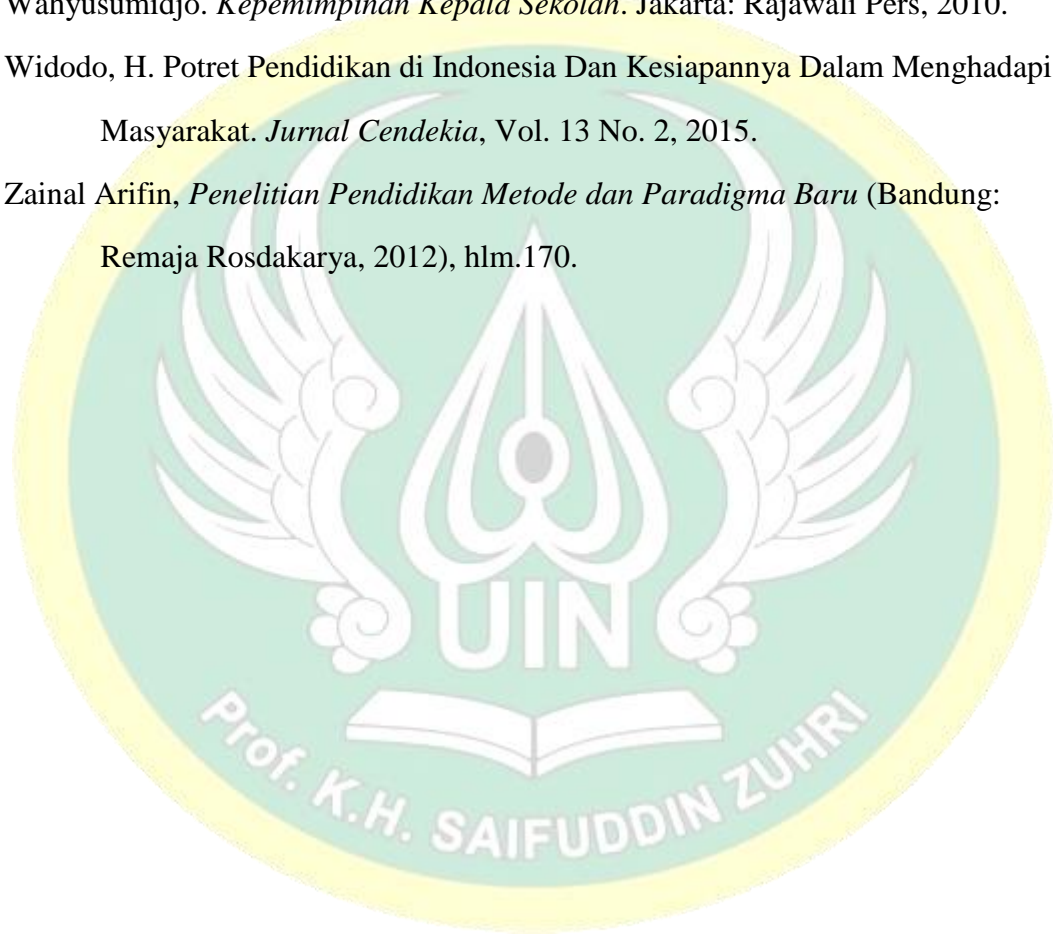 Wahyusumidjo. Kepemimpinan Kepala Sekolah. Jakarta: Rajawali Pers, 2010.
Widodo, H. Potret Pendidikan di Indonesia Dan Kesiapannya Dalam Menghadapi
Masyarakat. Jurnal Cendekia, Vol. 13 No. 2, 2015.
Zainal Arifin, Penelitian Pendidikan Metode dan Paradigma Baru (Bandung:
Remaja Rosdakarya, 2012), hlm.170.
UIN
Prof. K.H. SAIFUDDIN ZUHRI